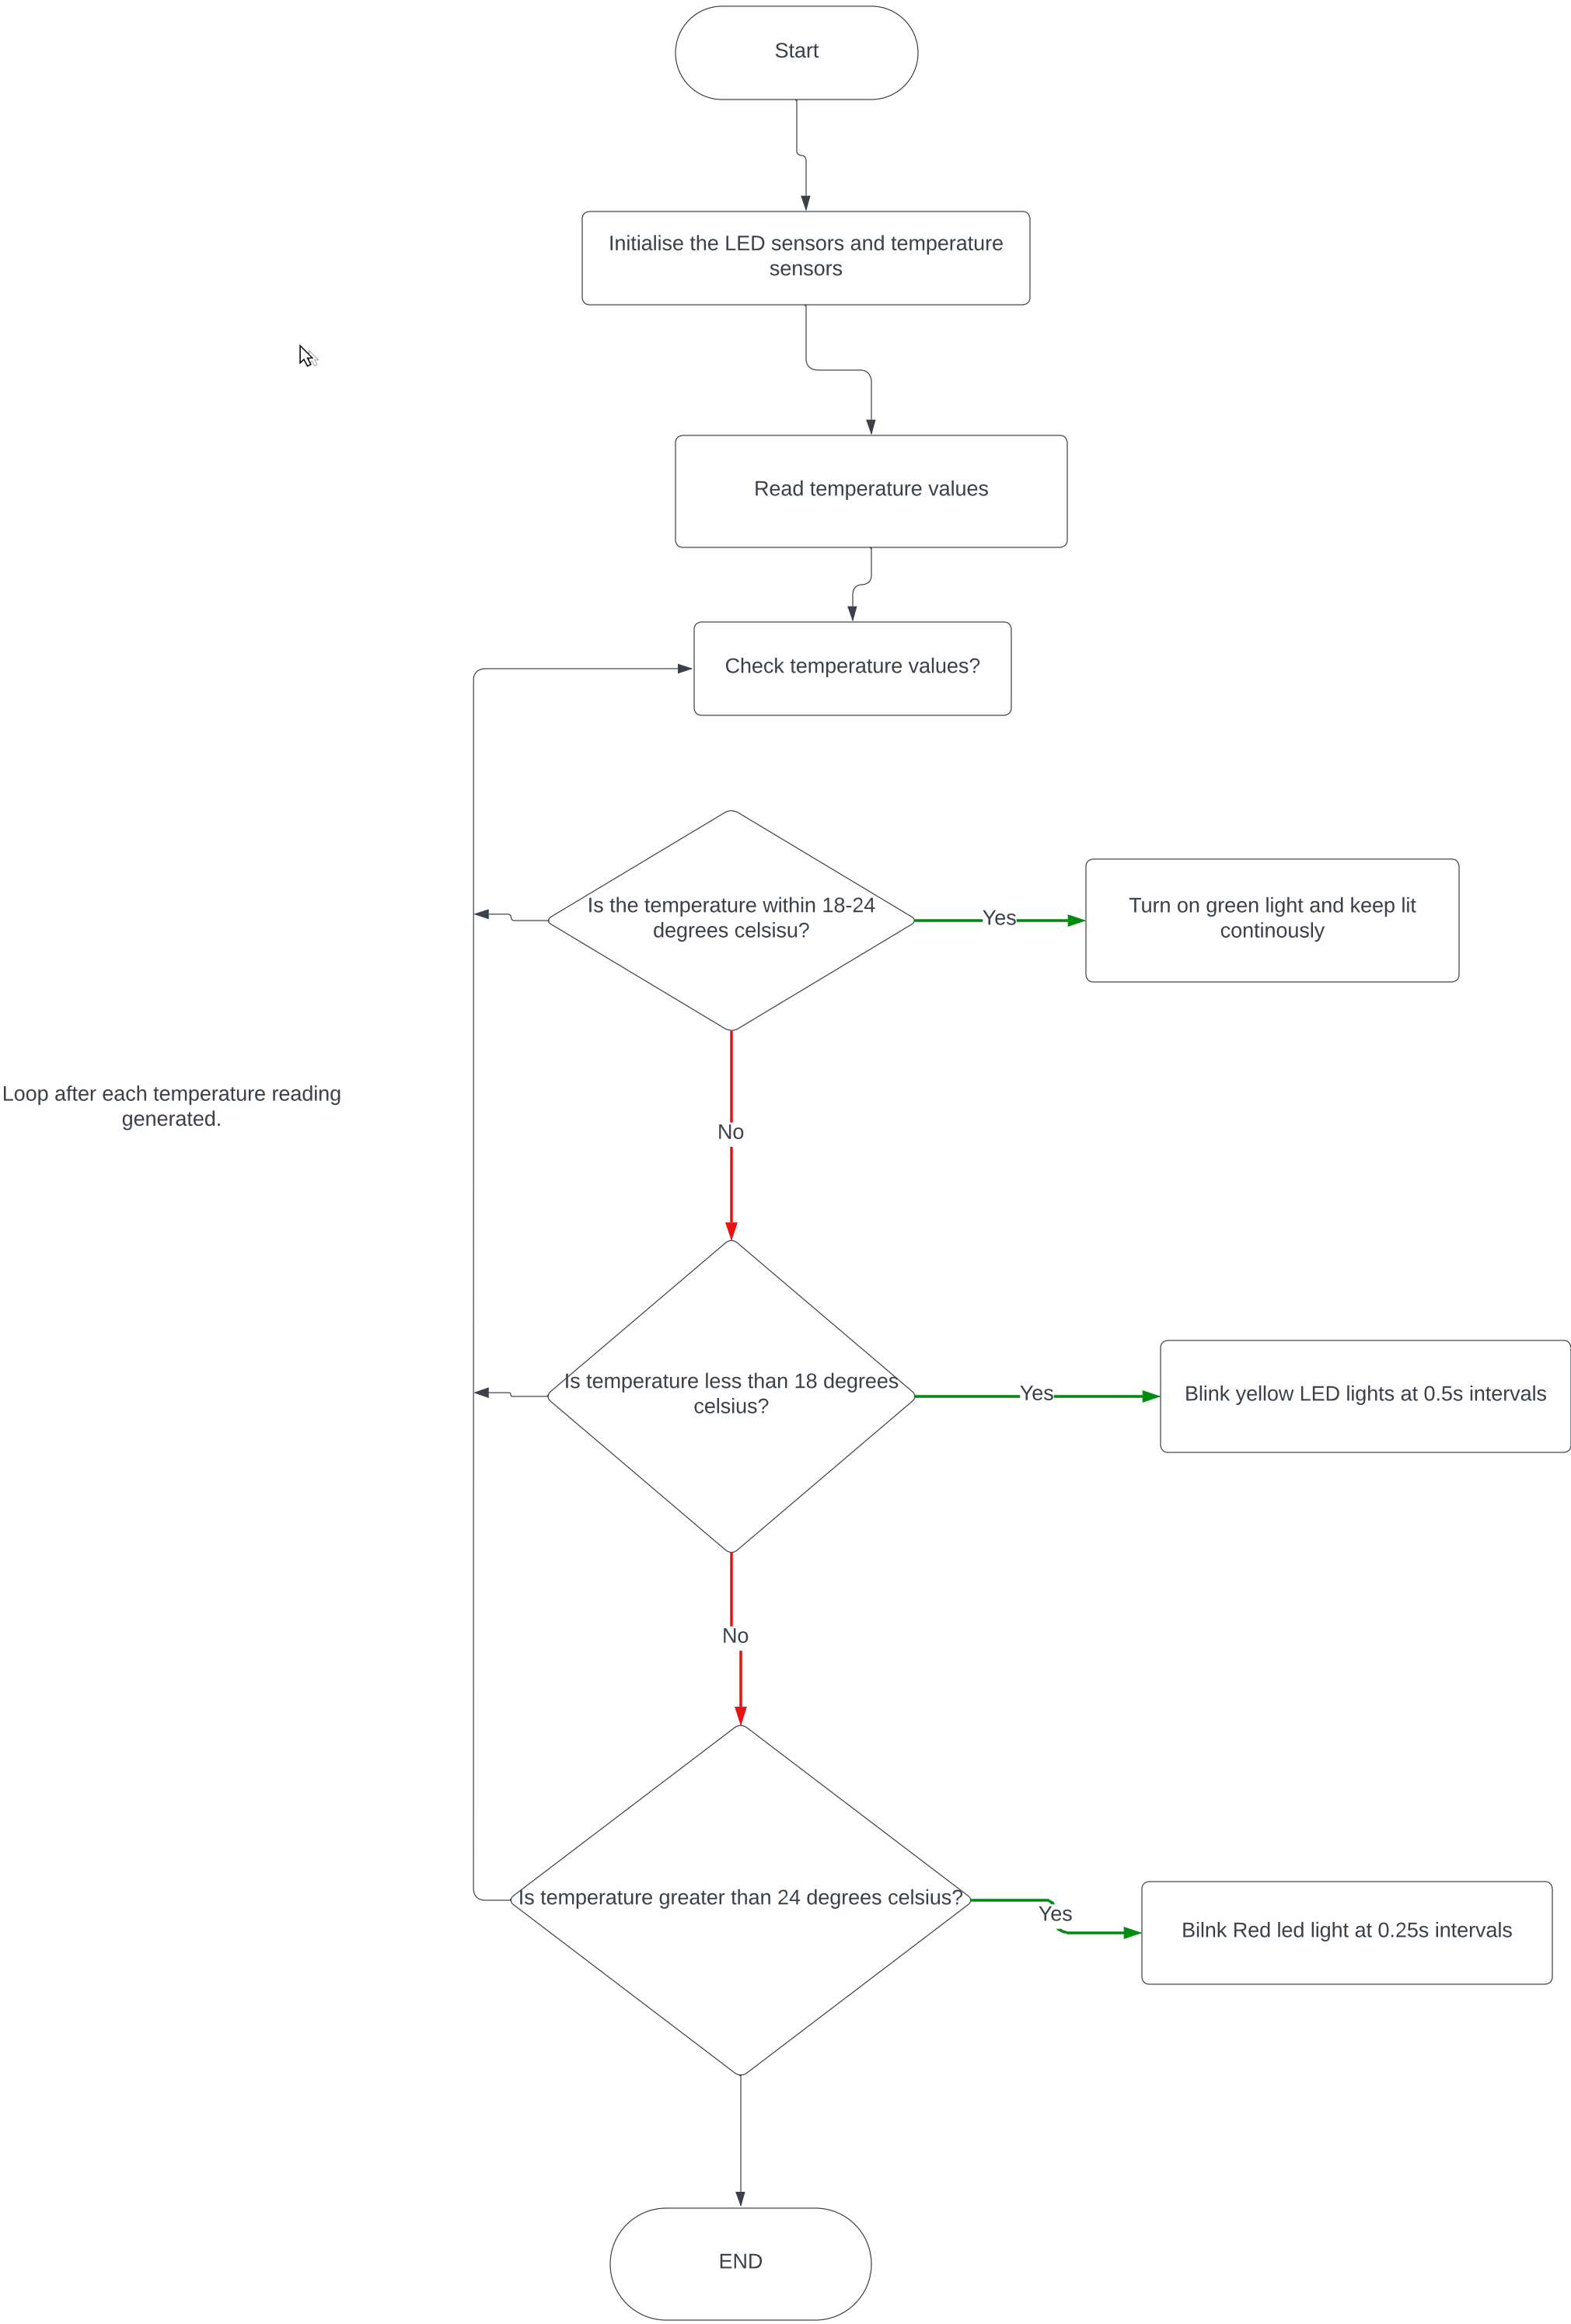 Start
Initialise the LED sensors and temperature
sensors
Read temperature values
Check temperature values?
Is the temperature within 18-24
degrees celsisu?
Yes
Turn on green light and keep lit
continously
Loop after each temperature reading
generated.
No
Is temperature less than 18 degrees
celsius?
Yes
Blink yellow LED lights at 0.5s intervals
No
Is temperature greater than 24 degrees celsius?
Yes
Bilnk Red led light at 0.25s intervals
END